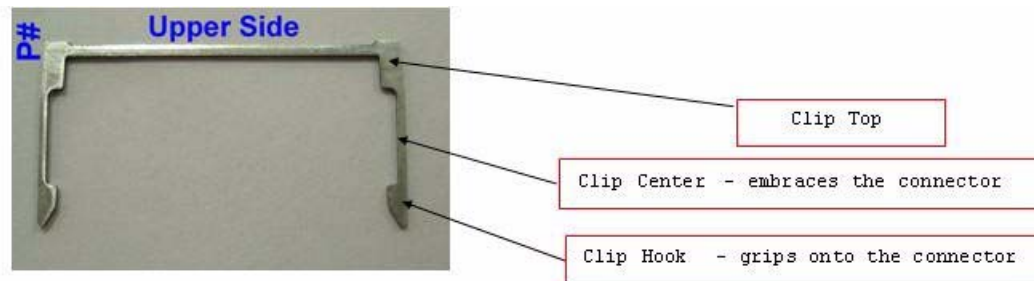 Upper Side
P#
Clip Top
Clip Center - embraces the connector
Clip Hook - grips onto the connector